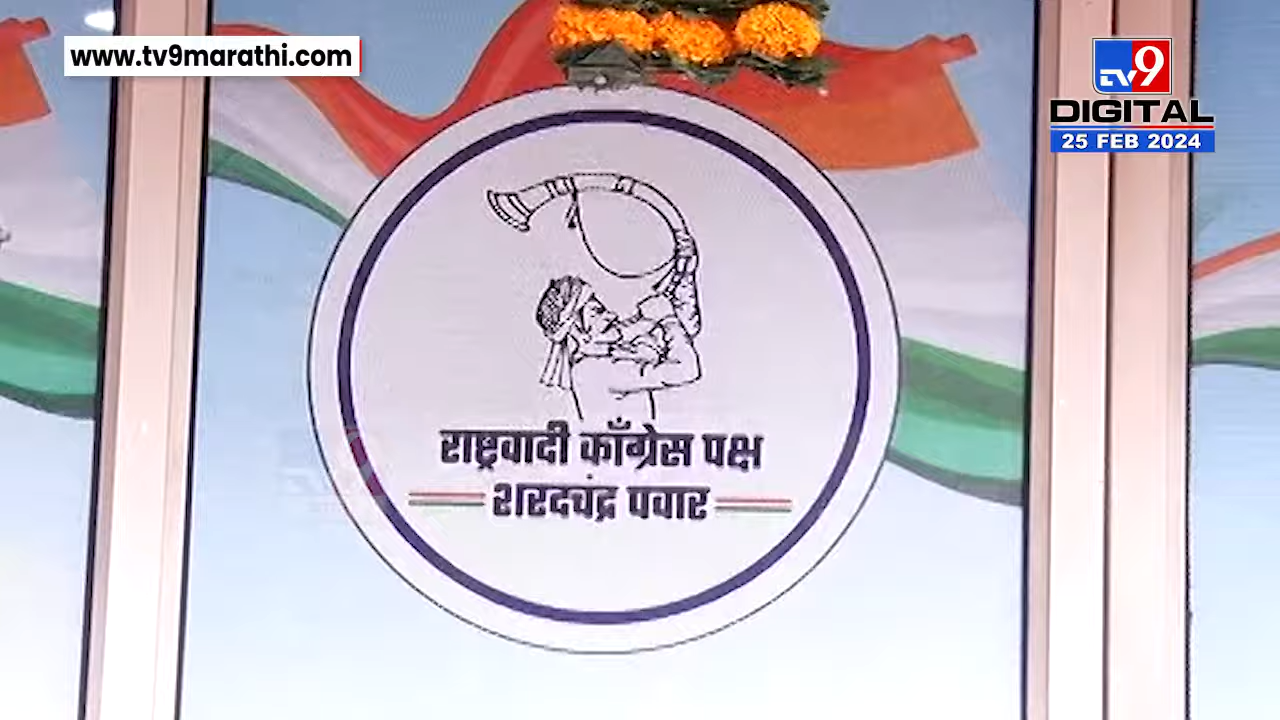 www.tv9marathi.com
TV9
DIGITAL
25 FEB 2024
राष्ट्रवादी काँग्रेस पक्ष
शरदचंद्र पवार